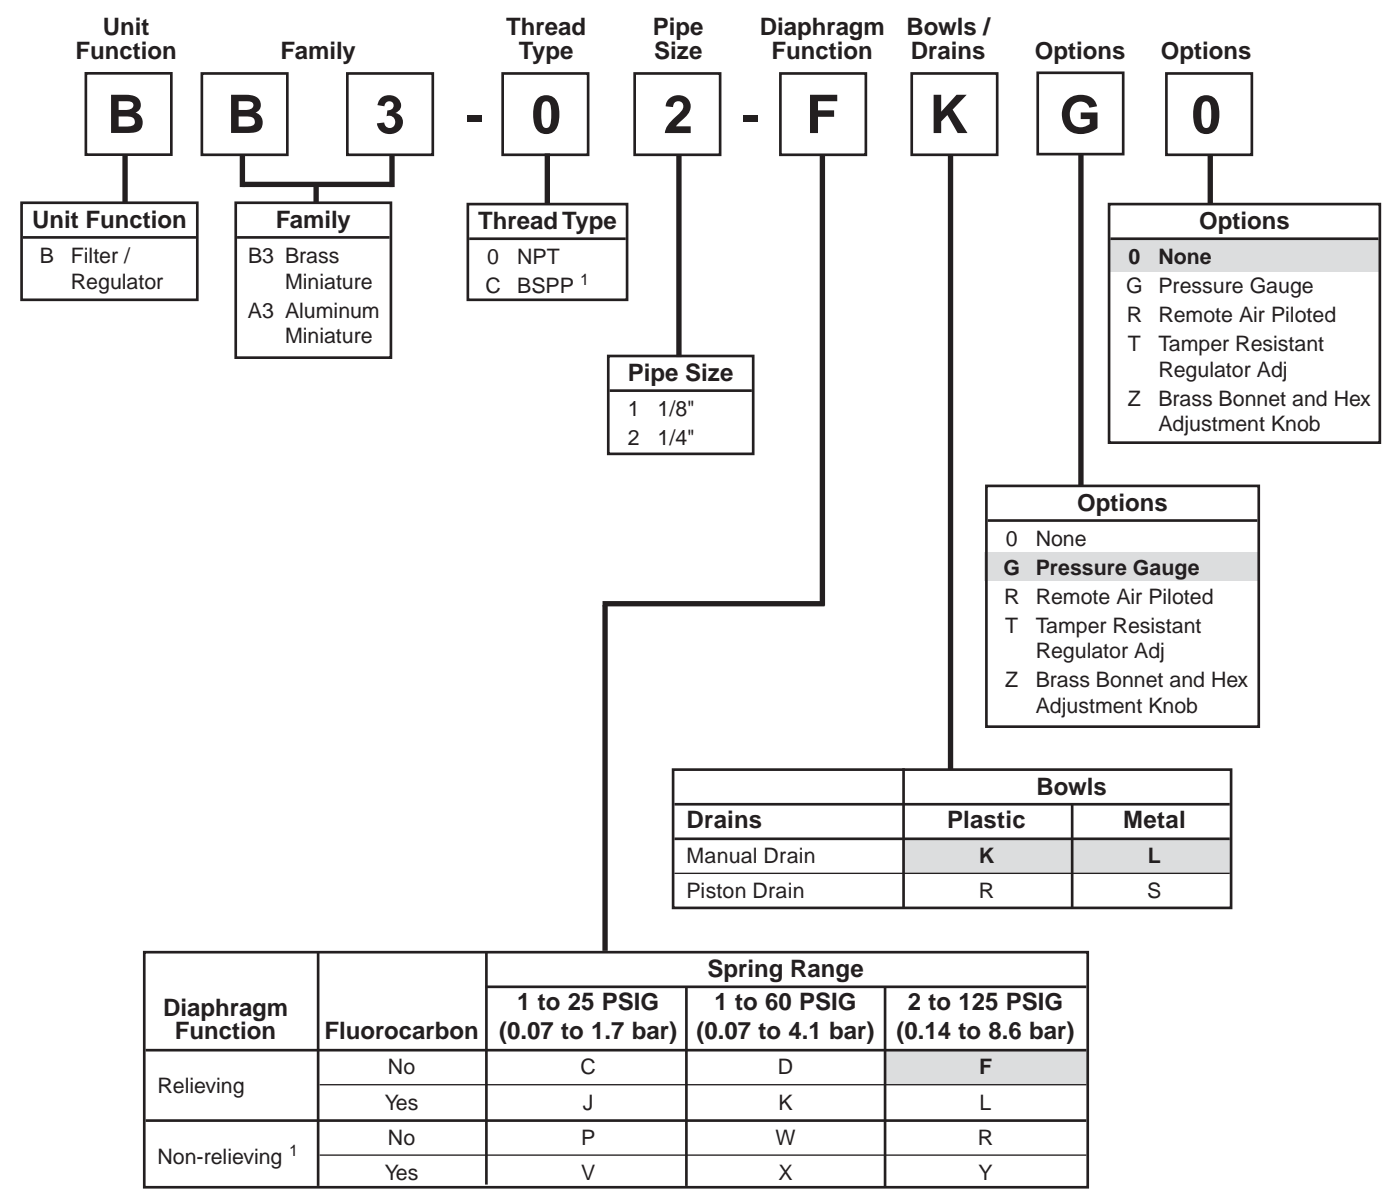 Unit Function
Family
Thread Type
Pipe Size
Diaphragm Function
Bowls / Drains
Options
Options
B B 3 - 0 2 - F K G 0
Unit Function
B Filter /
Regulator
Family
B3 Brass
Miniature
A3 Aluminum
Miniature
Thread Type
0 NPT
C BSPP 1
Options
0 None
G Pressure Gauge
R Remote Air Piloted
T Tamper Resistant
Regulator Adj
Z Brass Bonnet and Hex
Adjustment Knob
Pipe Size
1 1/8"
2 1/4"
Options
0 None
G Pressure Gauge
R Remote Air Piloted
T Tamper Resistant
Regulator Adj
Z Brass Bonnet and Hex
Adjustment Knob
Bowls
Drains Plastic Metal
Manual Drain K L
Piston Drain R S
Spring Range
Diaphragm Function
Fluorocarbon
1 to 25 PSIG (0.07 to 1.7 bar)
1 to 60 PSIG (0.07 to 4.1 bar)
2 to 125 PSIG (0.14 to 8.6 bar)
Relieving
No C D F
Yes J K L
Non-relieving 1
No P W R
Yes V X Y